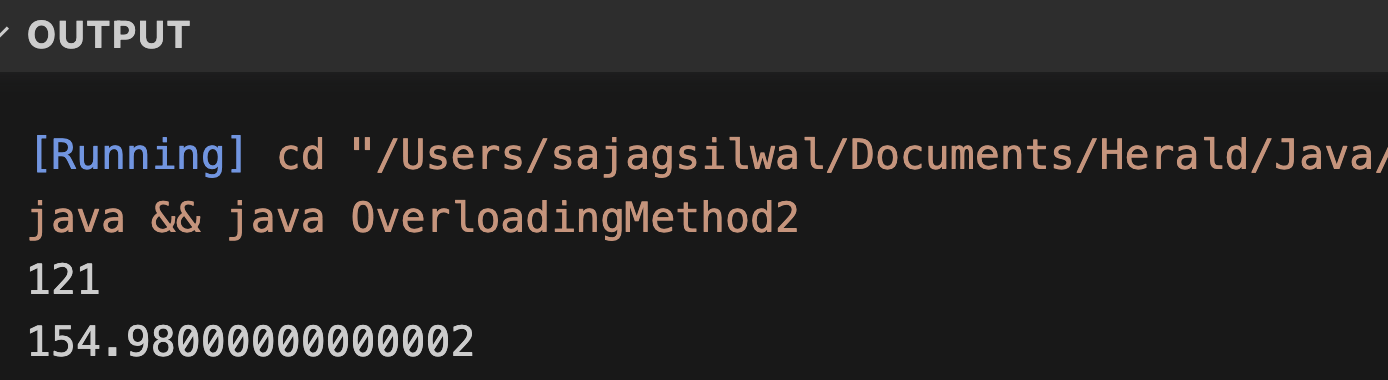 OUTPUT
[Running] cd "/Users/sajagsilwal/Documents/Herald/Java/
java && java OverloadingMethod2
121
154.98000000000002